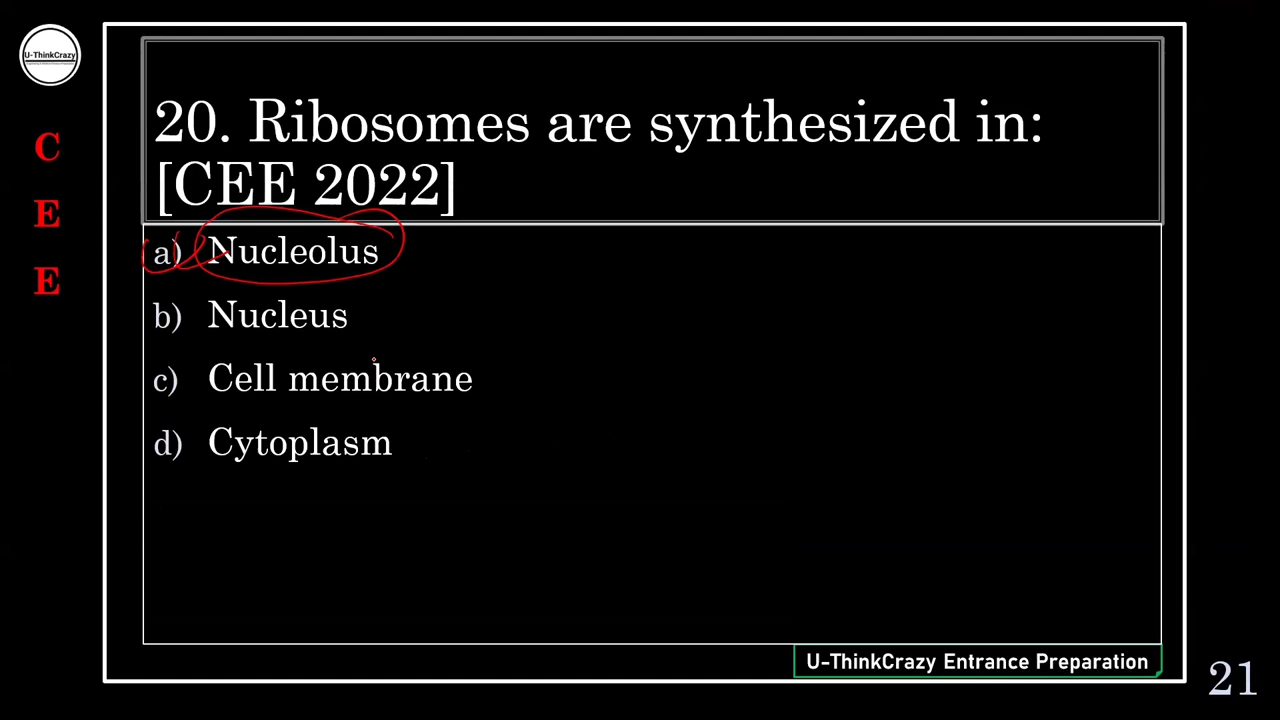 U-ThinkCrazy
C
E
E
20. Ribosomes are synthesized in:
[CEE 2022]
a) Nucleolus
b) Nucleus
c) Cell membrane
d) Cytoplasm
U-ThinkCrazy Entrance Preparation
21